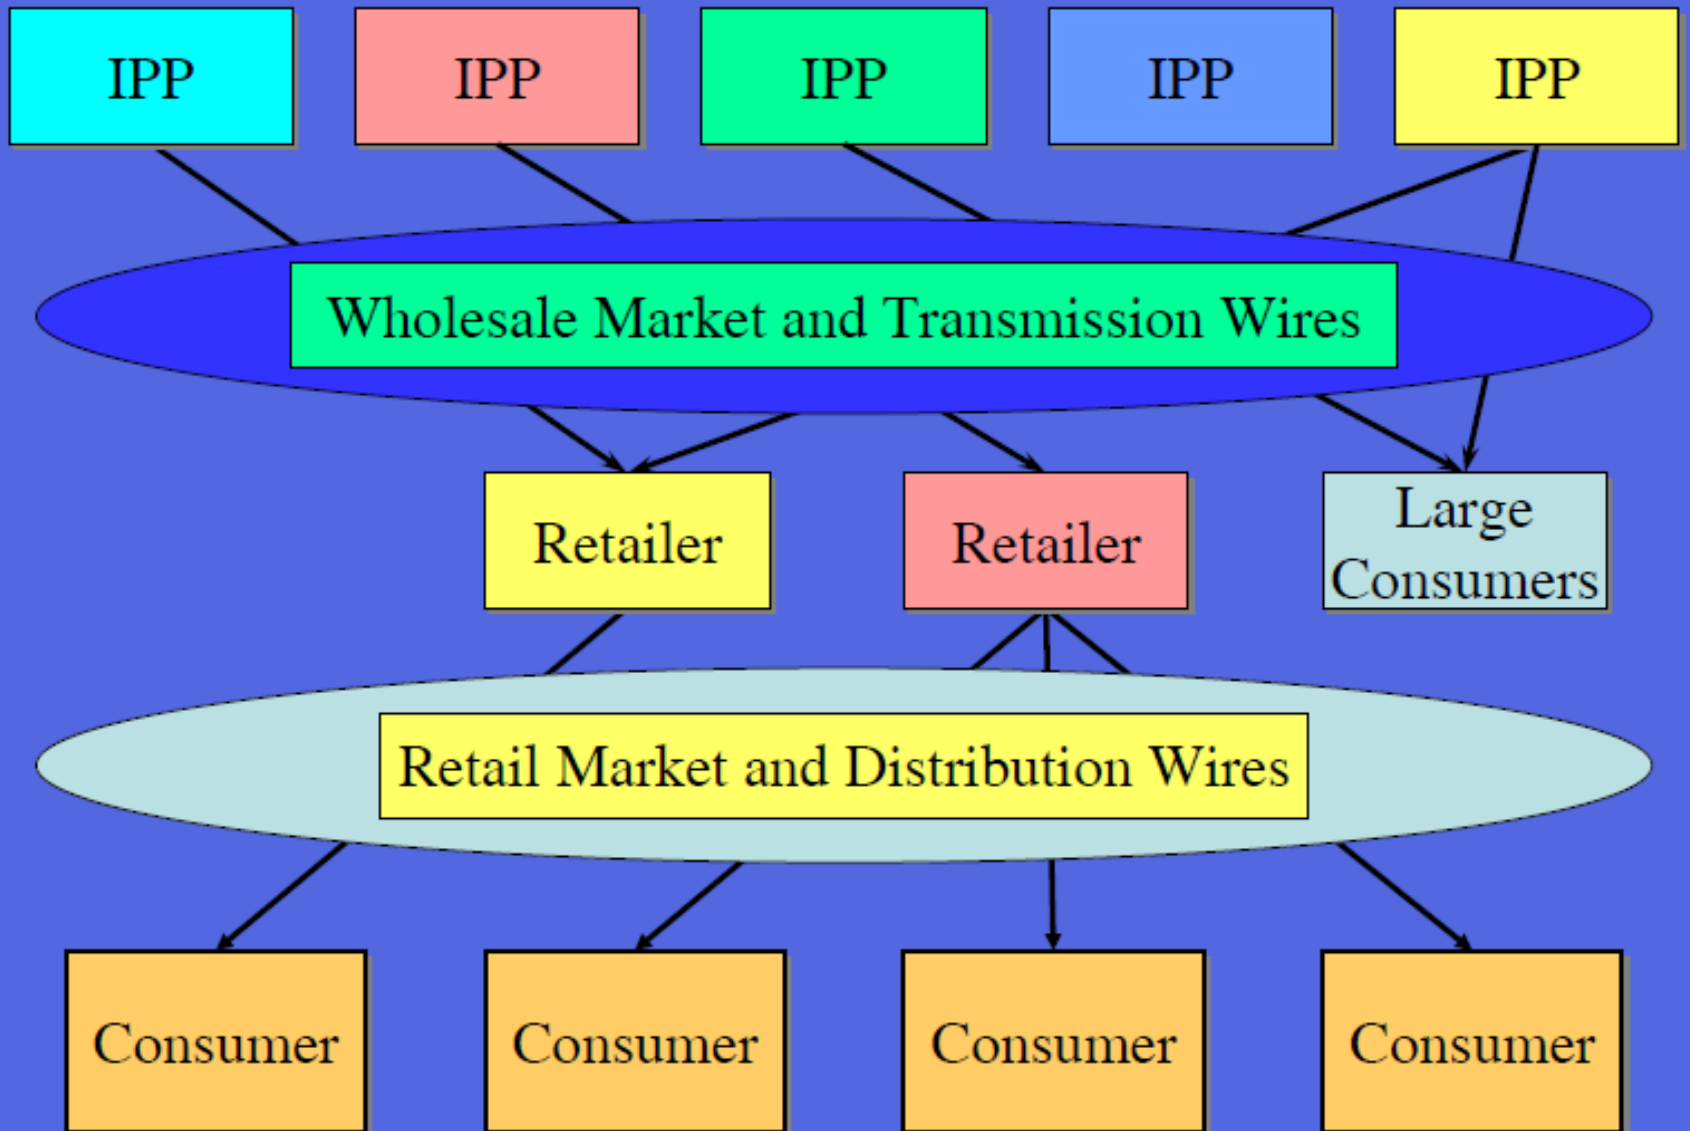 IPP
IPP
IPP
IPP
IPP
Wholesale Market and Transmission Wires
Retailer
Retailer
Large
Consumers
Retail Market and Distribution Wires
Consumer
Consumer
Consumer
Consumer